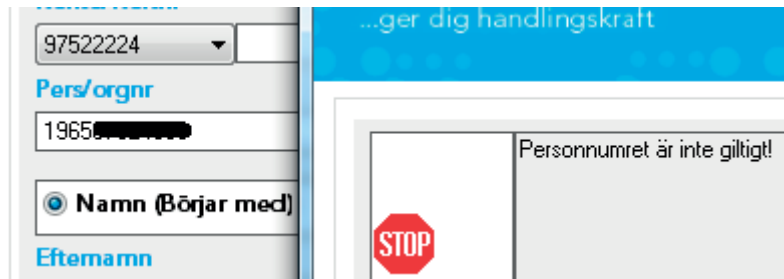 ...ger dig handlingskraft
97522224
Pers/orgnr
1965
Personnumret är inte giltigt!
Namn (Börjar med)
STOP
Efternamn